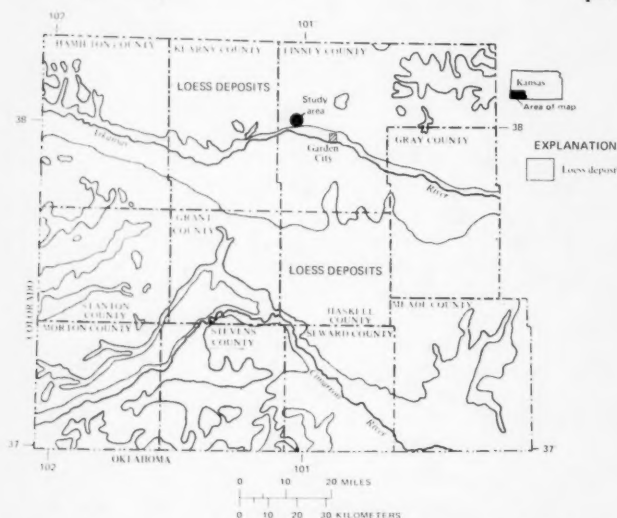 102
101
HAMILTON COUNTY
KEARNY COUNTY
FINNEY COUNTY
LOESS DEPOSITS
Study
area
Kansas
Area of map
38
38
Arkansas
Garden
City
GRAY COUNTY
River
EXPLANATION
Loess deposits
GRANT
COUNTY
LOESS DEPOSITS
COLORADO
STANTON
COUNTY
HASKELL
COUNTY
MEADE COUNTY
MORTON COUNTY
STEVENS
COUNTY
SEWARD COUNTY
Cimarron
River
37
37
102
OKLAHOMA
101
0 10 20 MILES
0 10 20 30 KILOMETERS